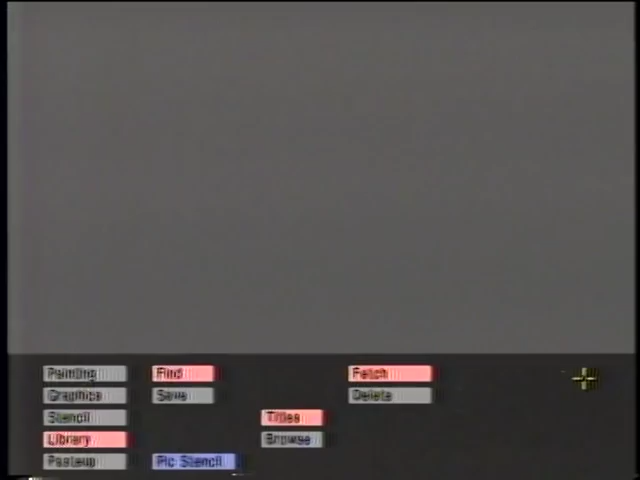 Painting Find Fetch
Graphics Save Delete
Stencil Titles
Library Browse
Pasteup Pic Stencil